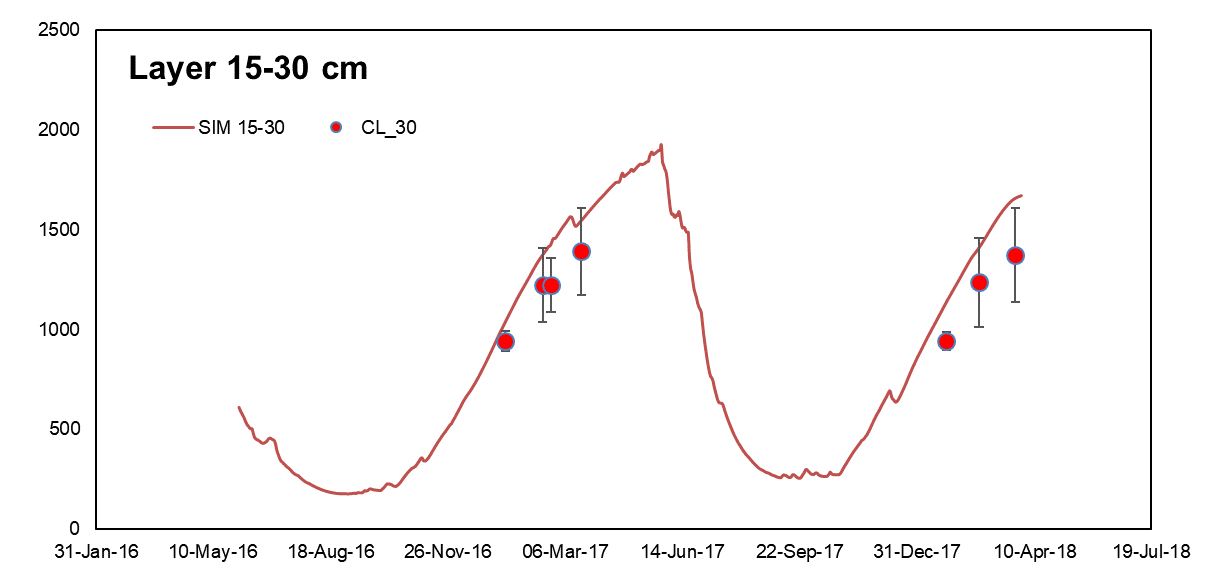 Layer 15-30 cm
SIM 15-30 CL_30
2500
2000
1500
1000
500
0
31-Jan-16 10-May-16 18-Aug-16 26-Nov-16 06-Mar-17 14-Jun-17 22-Sep-17 31-Dec-17 10-Apr-18 19-Jul-18